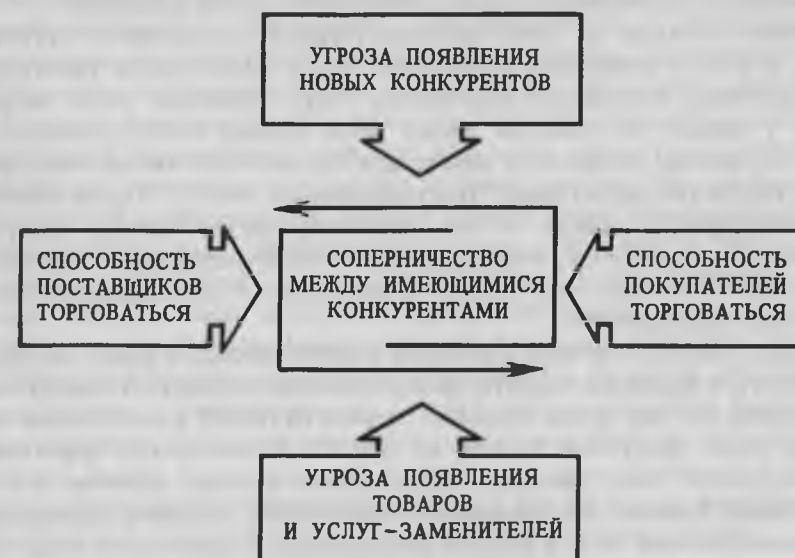 УГРОЗА ПОЯВЛЕНИЯ
НОВЫХ КОНКУРЕНТОВ
СПОСОБНОСТЬ
ПОСТАВЩИКОВ
ТОРГОВАТЬСЯ
СОПЕРНИЧЕСТВО
МЕЖДУ ИМЕЮЩИМИСЯ
КОНКУРЕНТАМИ
СПОСОБНОСТЬ
ПОКУПАТЕЛЕЙ
ТОРГОВАТЬСЯ
УГРОЗА ПОЯВЛЕНИЯ
ТОВАРОВ
И УСЛУГ-ЗАМЕНИТЕЛЕЙ